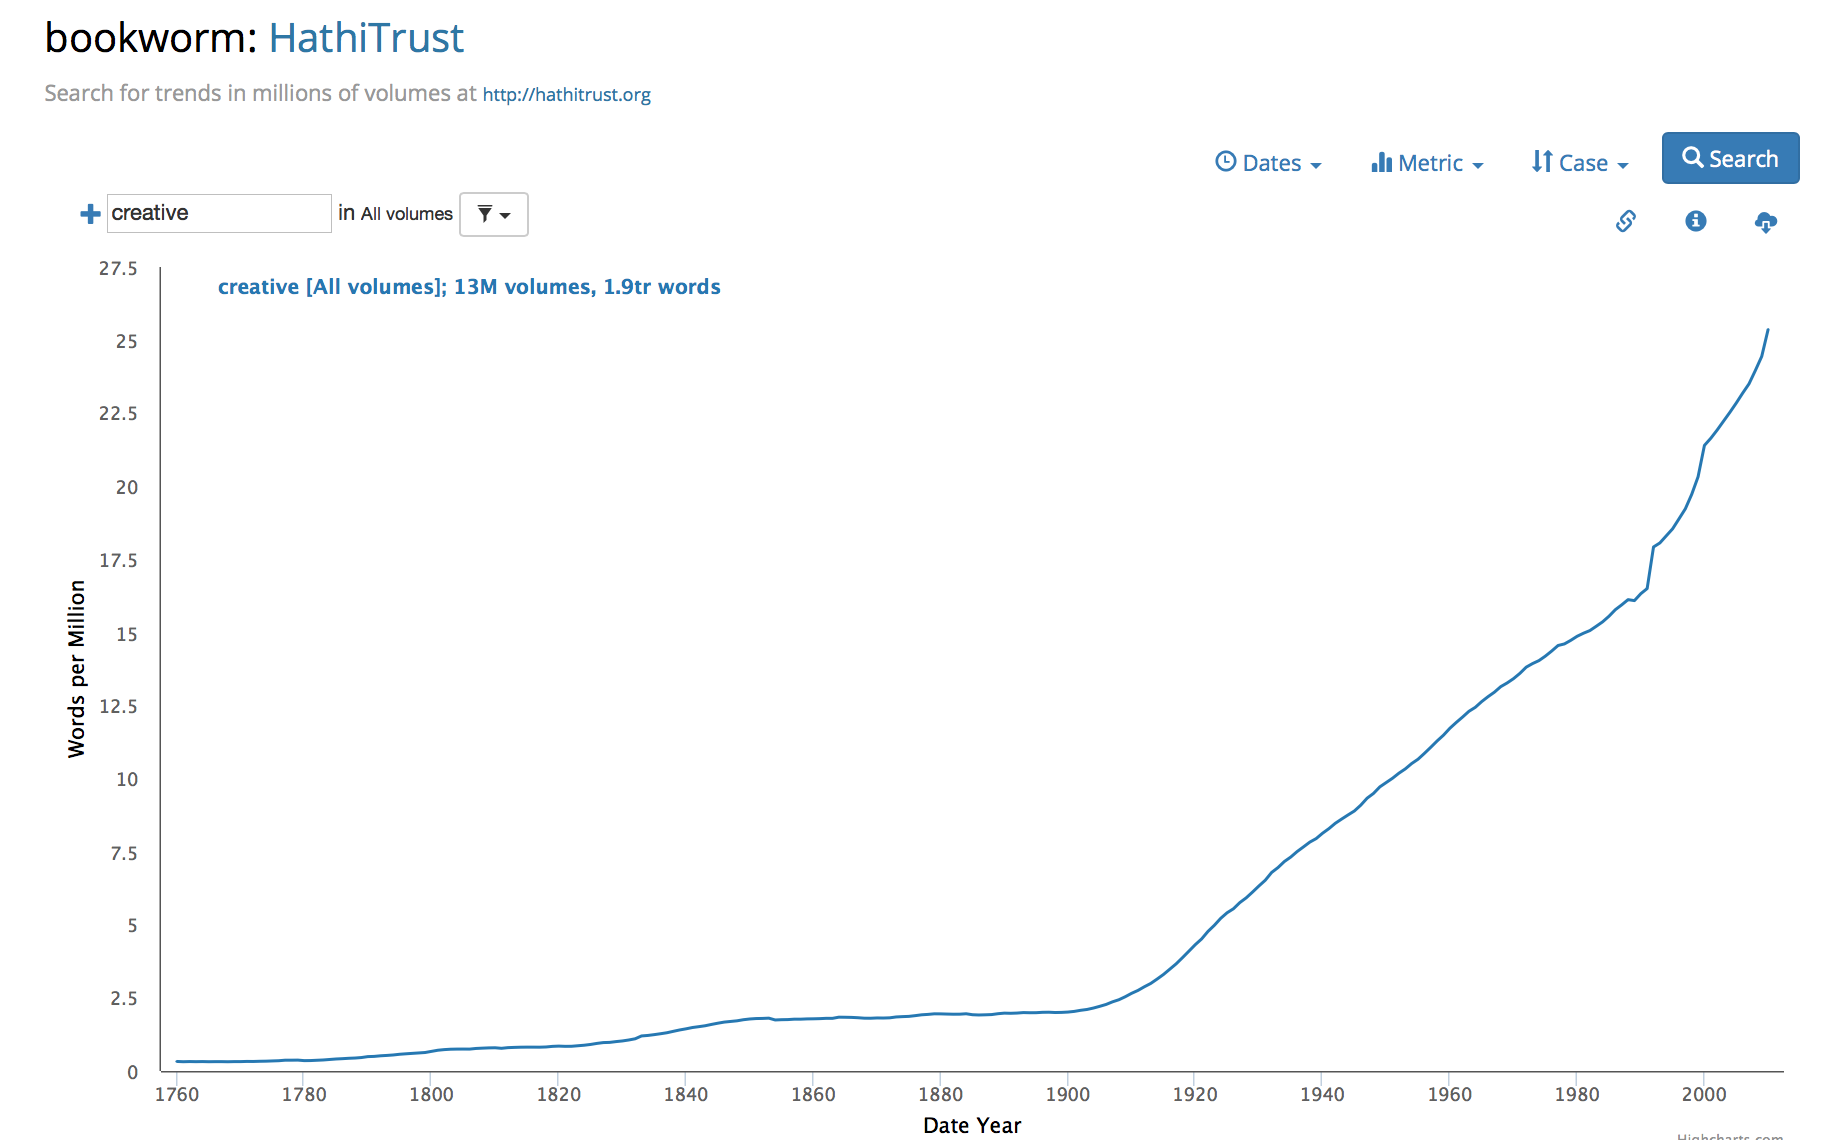 bookworm: HathiTrust
Search for trends in millions of volumes at http://hathitrust.org
Dates
Metric
Case
Search
creative in All volumes
creative [All volumes]; 13M volumes, 1.9tr words
27.5
25
22.5
20
17.5
15
12.5
10
7.5
5
2.5
0
Words per Million
1760 1780 1800 1820 1840 1860 1880 1900 1920 1940 1960 1980 2000
Date Year
Highcharts.com